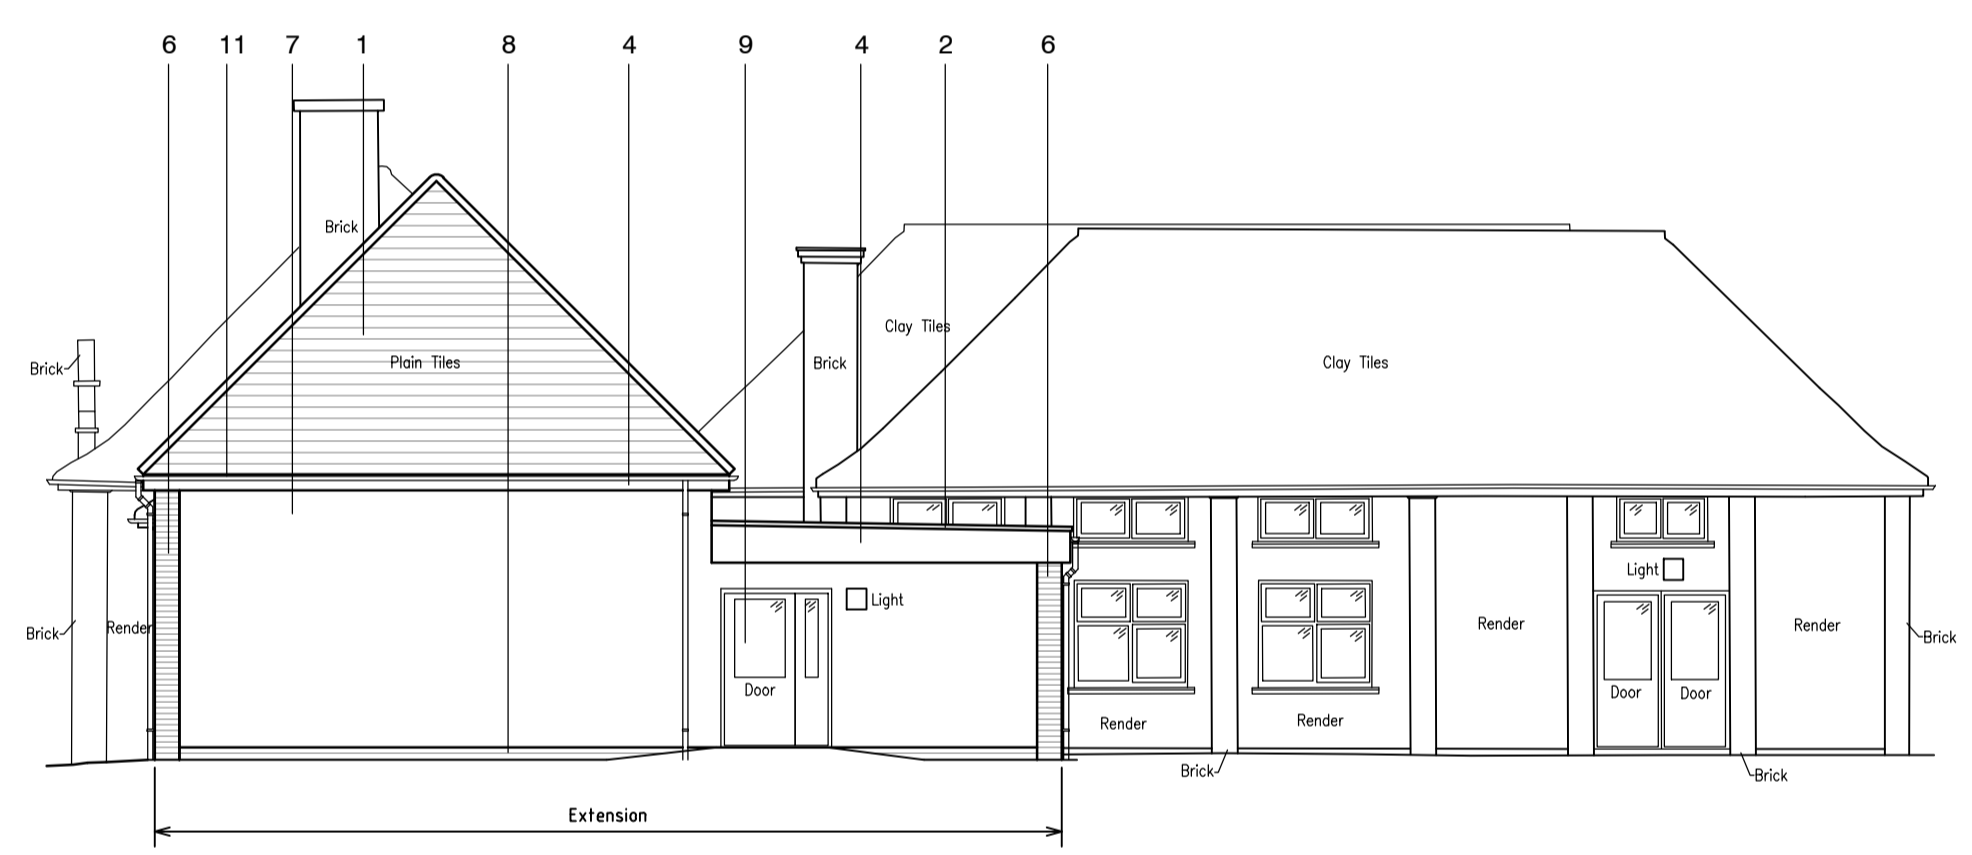 6 11 7 1 8 4 9 4 2 6
Brick
Clay Tiles
Plain Tiles
Brick
Clay Tiles
Brick
Light
Light
Brick
Render
Render
Render
Brick
Door
Door
Door
Render
Render
Brick
Brick
Extension